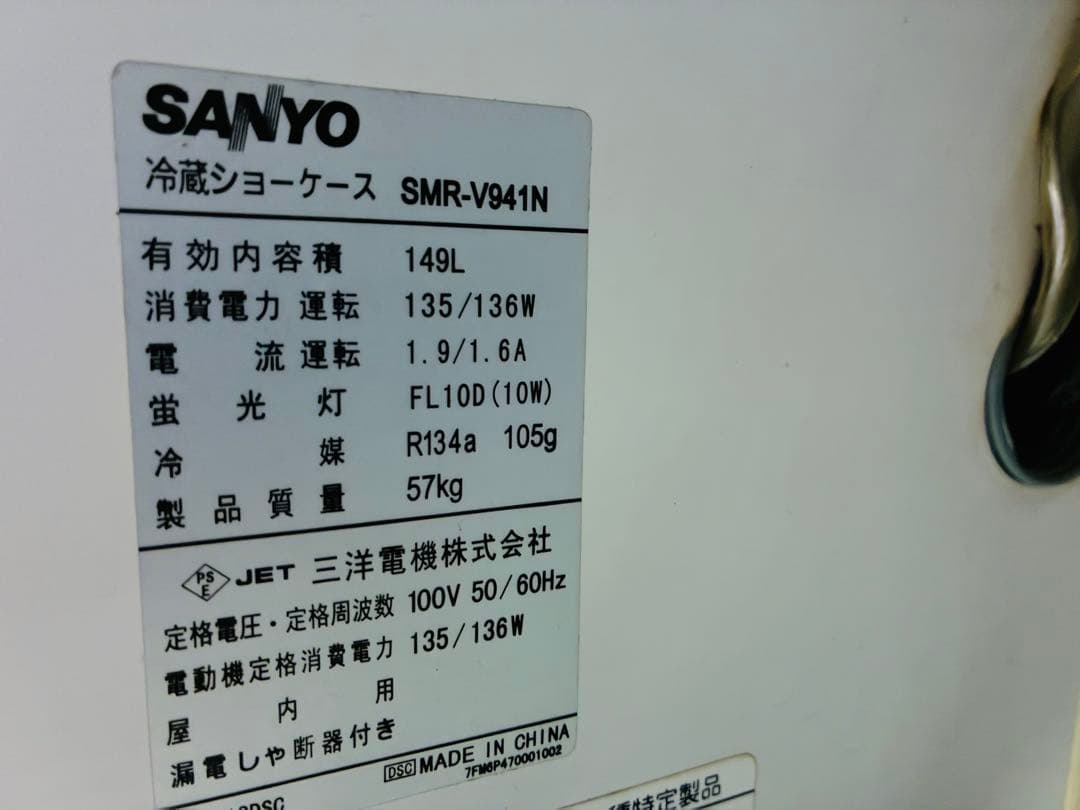 SANYO
冷蔵ショーケース SMR-V941N
有効内容積 149L
消費電力 運転 135/136W
電流運転 1.9/1.6A
蛍光灯 FL10D(10W)
冷媒 R134a 105g
製品質量 57kg
PSE JET 三洋電機株式会社
定格電圧・定格周波数 100V 50/60Hz
電動機定格消費電力 135/136W
屋内用
漏電しゃ断器付き
DSC MADE IN CHINA
7FM6P470001002
特定製品